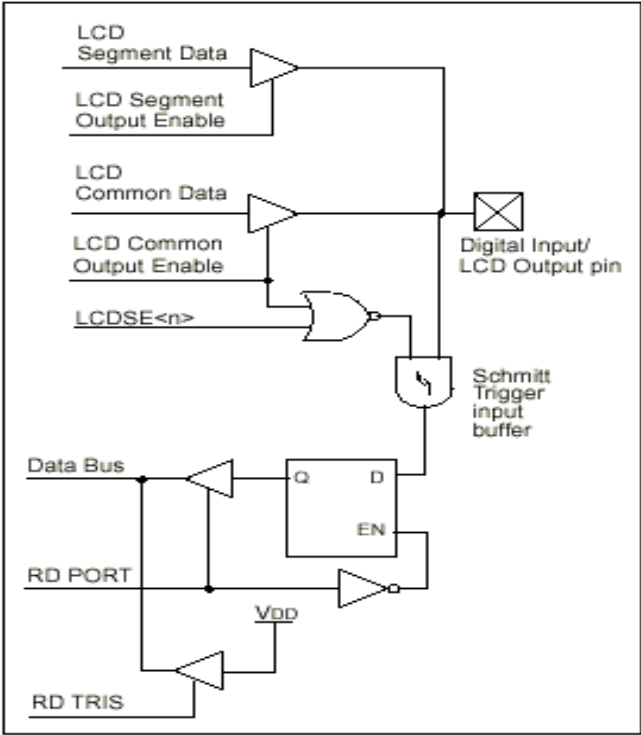 LCD
Segment Data
LCD Segment
Output Enable
LCD
Common Data
LCD Common
Output Enable
LCDSE<n>
Digital Input/
LCD Output pin
Schmitt
Trigger
input
buffer
Data Bus
Q
D
EN
RD PORT
VDD
RD TRIS